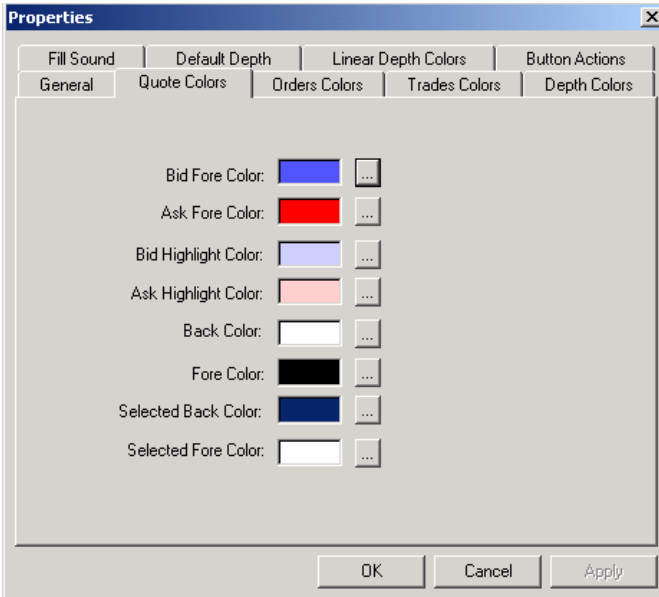 Properties
Fill Sound Default Depth Linear Depth Colors Button Actions
General Quote Colors Orders Colors Trades Colors Depth Colors
Bid Fore Color: ...
Ask Fore Color: ...
Bid Highlight Color: ...
Ask Highlight Color: ...
Back Color: ...
Fore Color: ...
Selected Back Color: ...
Selected Fore Color: ...
OK Cancel Apply